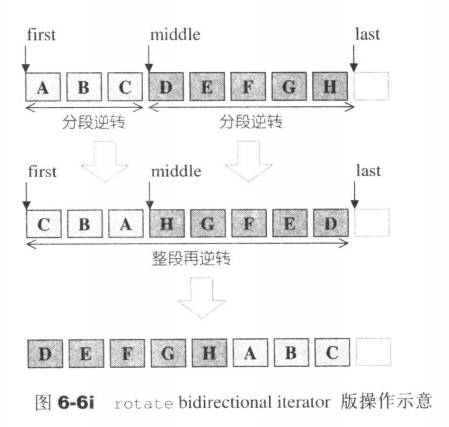 first middle last
A B C D E F G H
分段逆转 分段逆转
first middle last
C B A H G F E D
整段再逆转
D E F G H A B C
图 6-6i rotate bidirectional iterator 版操作示意